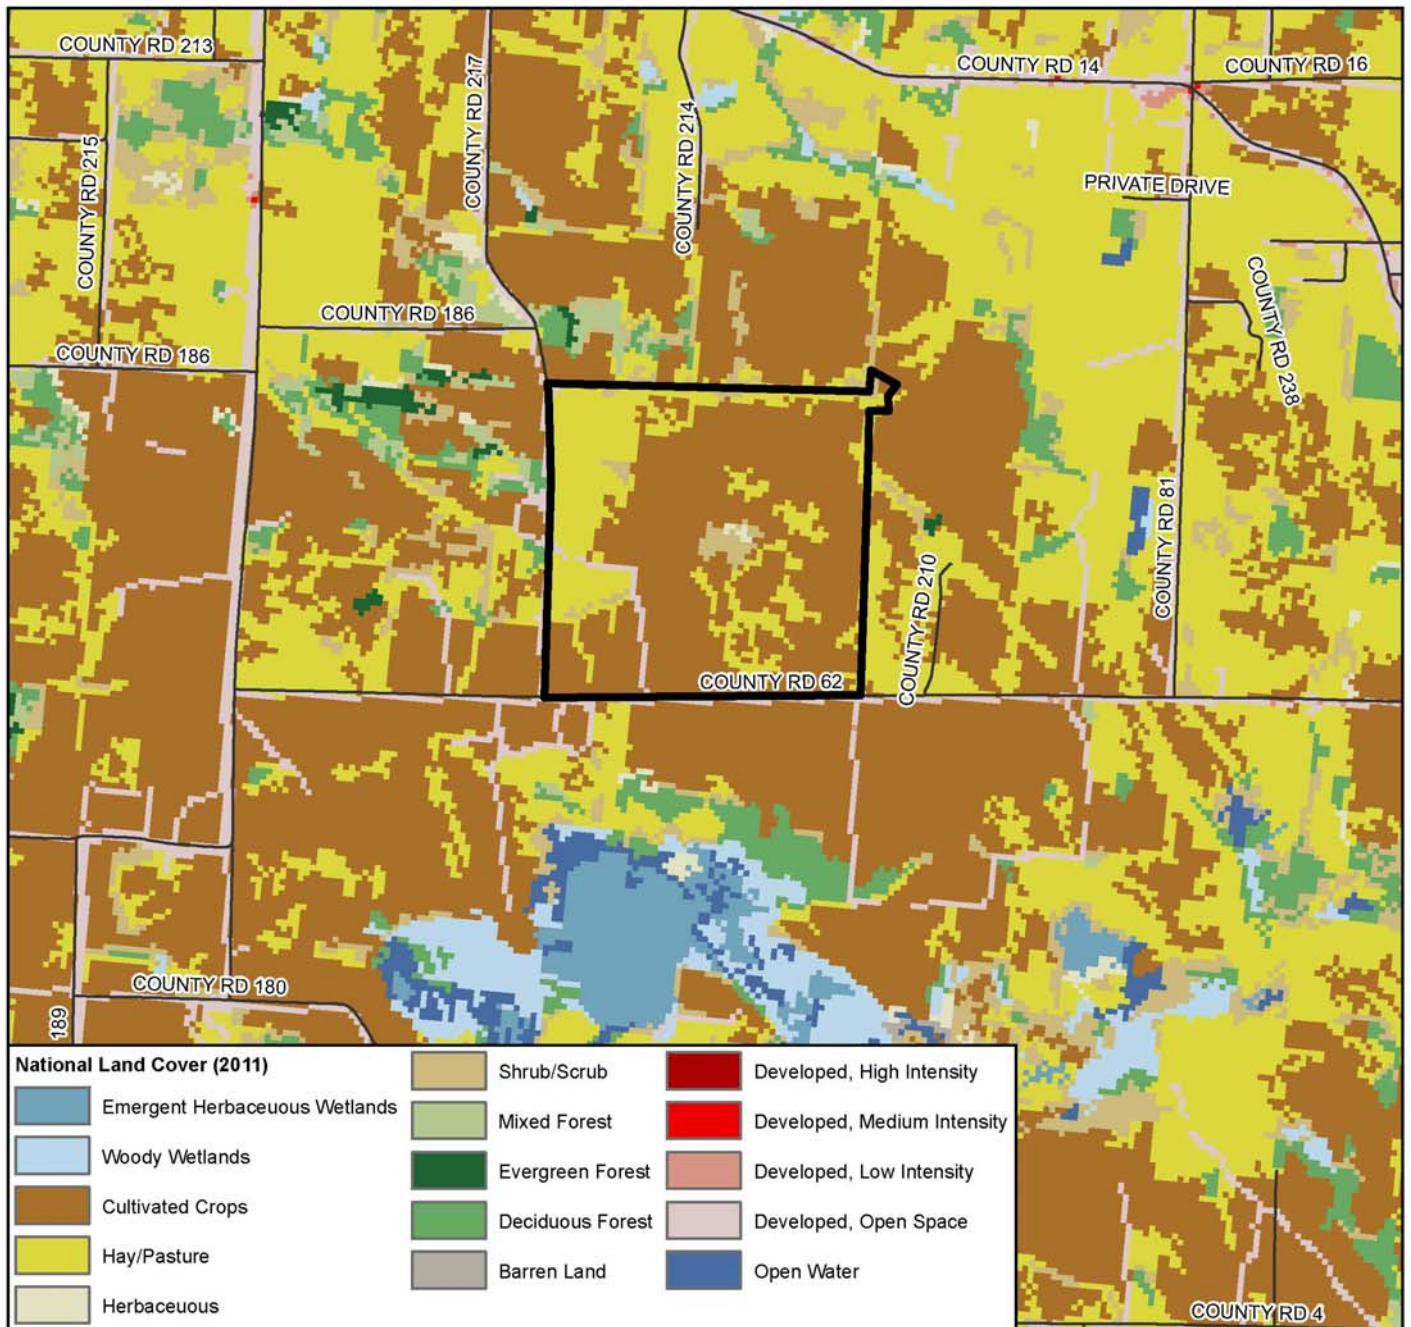 COUNTY RD 213
COUNTY RD 217
COUNTY RD 14
COUNTY RD 16
COUNTY RD 214
COUNTY RD 215
PRIVATE DRIVE
COUNTY RD 238
COUNTY RD 186
COUNTY RD 186
COUNTY RD 81
COUNTY RD 210
COUNTY RD 62
COUNTY RD 180
189
National Land Cover (2011)
Emergent Herbaceuous Wetlands
Woody Wetlands
Cultivated Crops
Hay/Pasture
Herbaceuous
Shrub/Scrub
Mixed Forest
Evergreen Forest
Deciduous Forest
Barren Land
Developed, High Intensity
Developed, Medium Intensity
Developed, Low Intensity
Developed, Open Space
Open Water
COUNTY RD 4